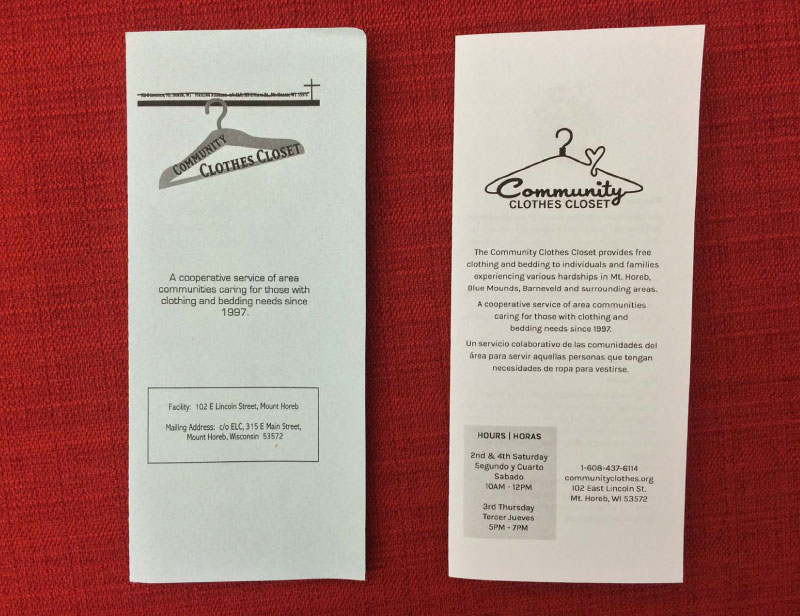 COMMUNITY
CLOTHES CLOSET
A cooperative service of area
communities caring for those with
clothing and bedding needs since
1997.
Facility: 102 E Lincoln Street, Mount Horeb
Mailing Address: c/o ELC, 315 E Main Street,
Mount Horeb, Wisconsin 53572
Community
CLOTHES CLOSET
The Community Clothes Closet provides free
clothing and bedding to individuals and families
experiencing various hardships in Mt. Horeb,
Blue Mounds, Barneveld and surrounding areas.
A cooperative service of area communities
caring for those with clothing and
bedding needs since 1997.
Un servicio colaborativo de las comunidades del
área para servir aquellas personas que tengan
necesidades de ropa para vestirse.
HOURS | HORAS
2nd & 4th Saturday
Segundo y Cuarto
Sabado
10AM - 12PM
3rd Thursday
Tercer Jueves
5PM - 7PM
1-608-437-6114
communityclothes.org
102 East Lincoln St.
Mt. Horeb, WI 53572